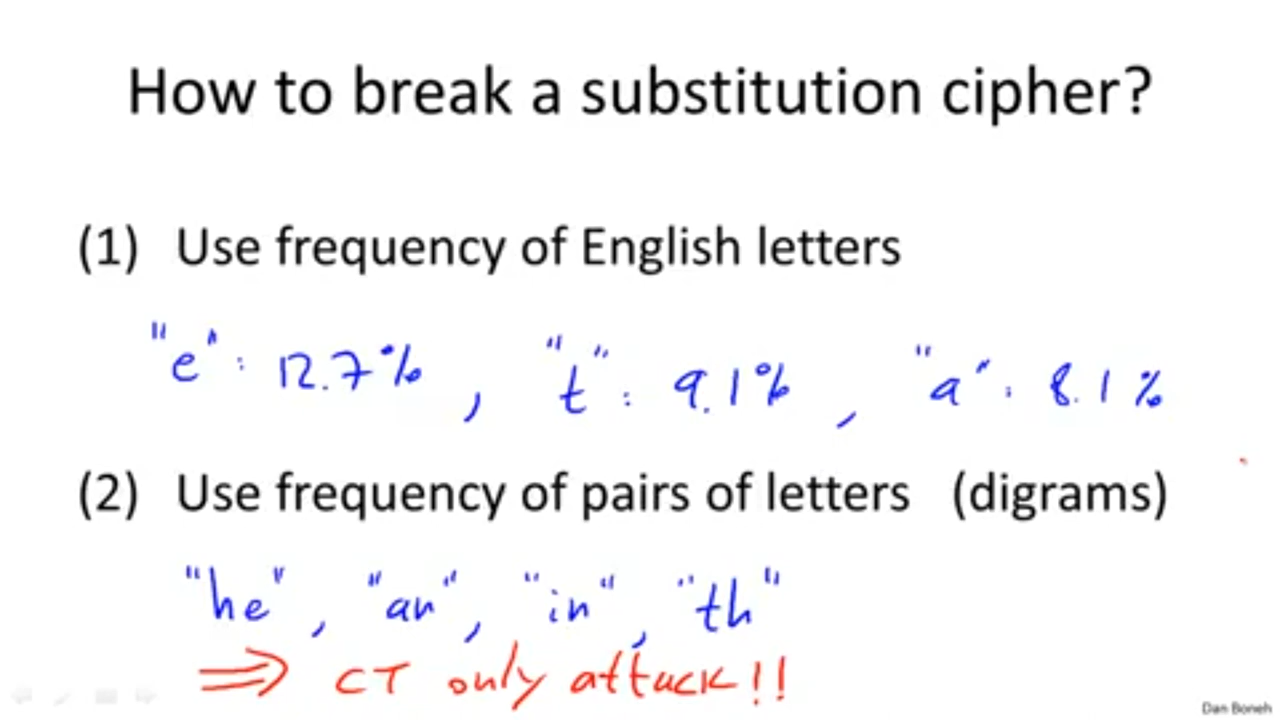 How to break a substitution cipher?
(1) Use frequency of English letters
"e": 12.7% , "t": 9.1% , "a": 8.1%
(2) Use frequency of pairs of letters (digrams)
"he", "an", "in", "th"
⇒ CT only attack!!
Dan Boneh